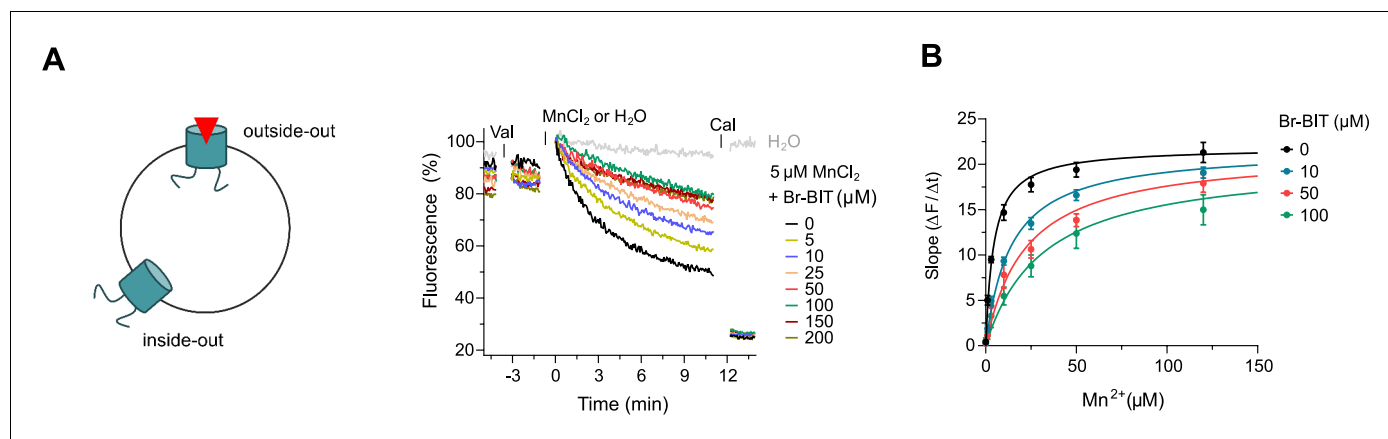 A
outside-out
inside-out
Fluorescence (%)
100
80
60
40
20
-3
0
3
6
9
12
Time (min)
Val
MnCl₂ or H₂O
Cal
H₂O
5 µM MnCl₂
+ Br-BIT (µM)
0
5
10
25
50
100
150
200
B
Slope (ΔF/Δt)
25
20
15
10
5
0
0
50
100
150
Mn²⁺(µM)
Br-BIT (µM)
0
10
50
100